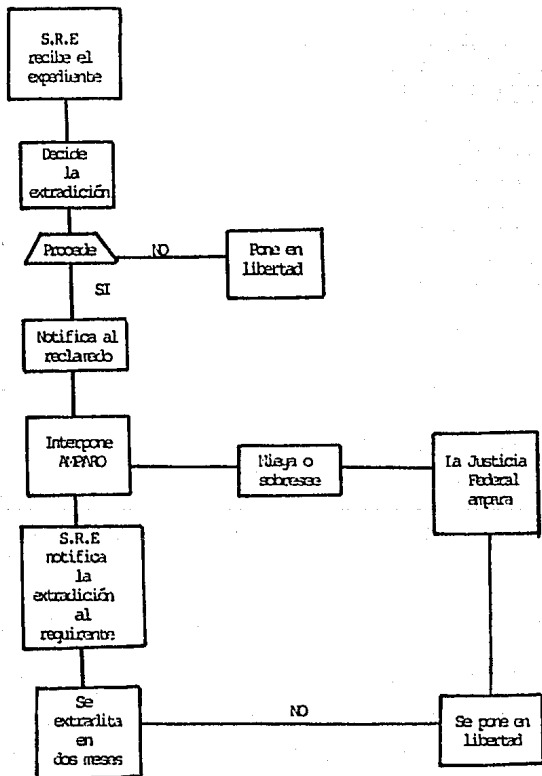 S.R.E
recibe el
expediente
Decide
la
extradición
Procede
NO
Pone en
libertad
SI
Notifica al
reclamado
Interpone
AMPARO
Niega o
sobresee
La Justicia
Federal
ampara
S.R.E
notifica
la
extradición
al
requirente
Se
extradita
en
dos meses
NO
Se pone en
libertad